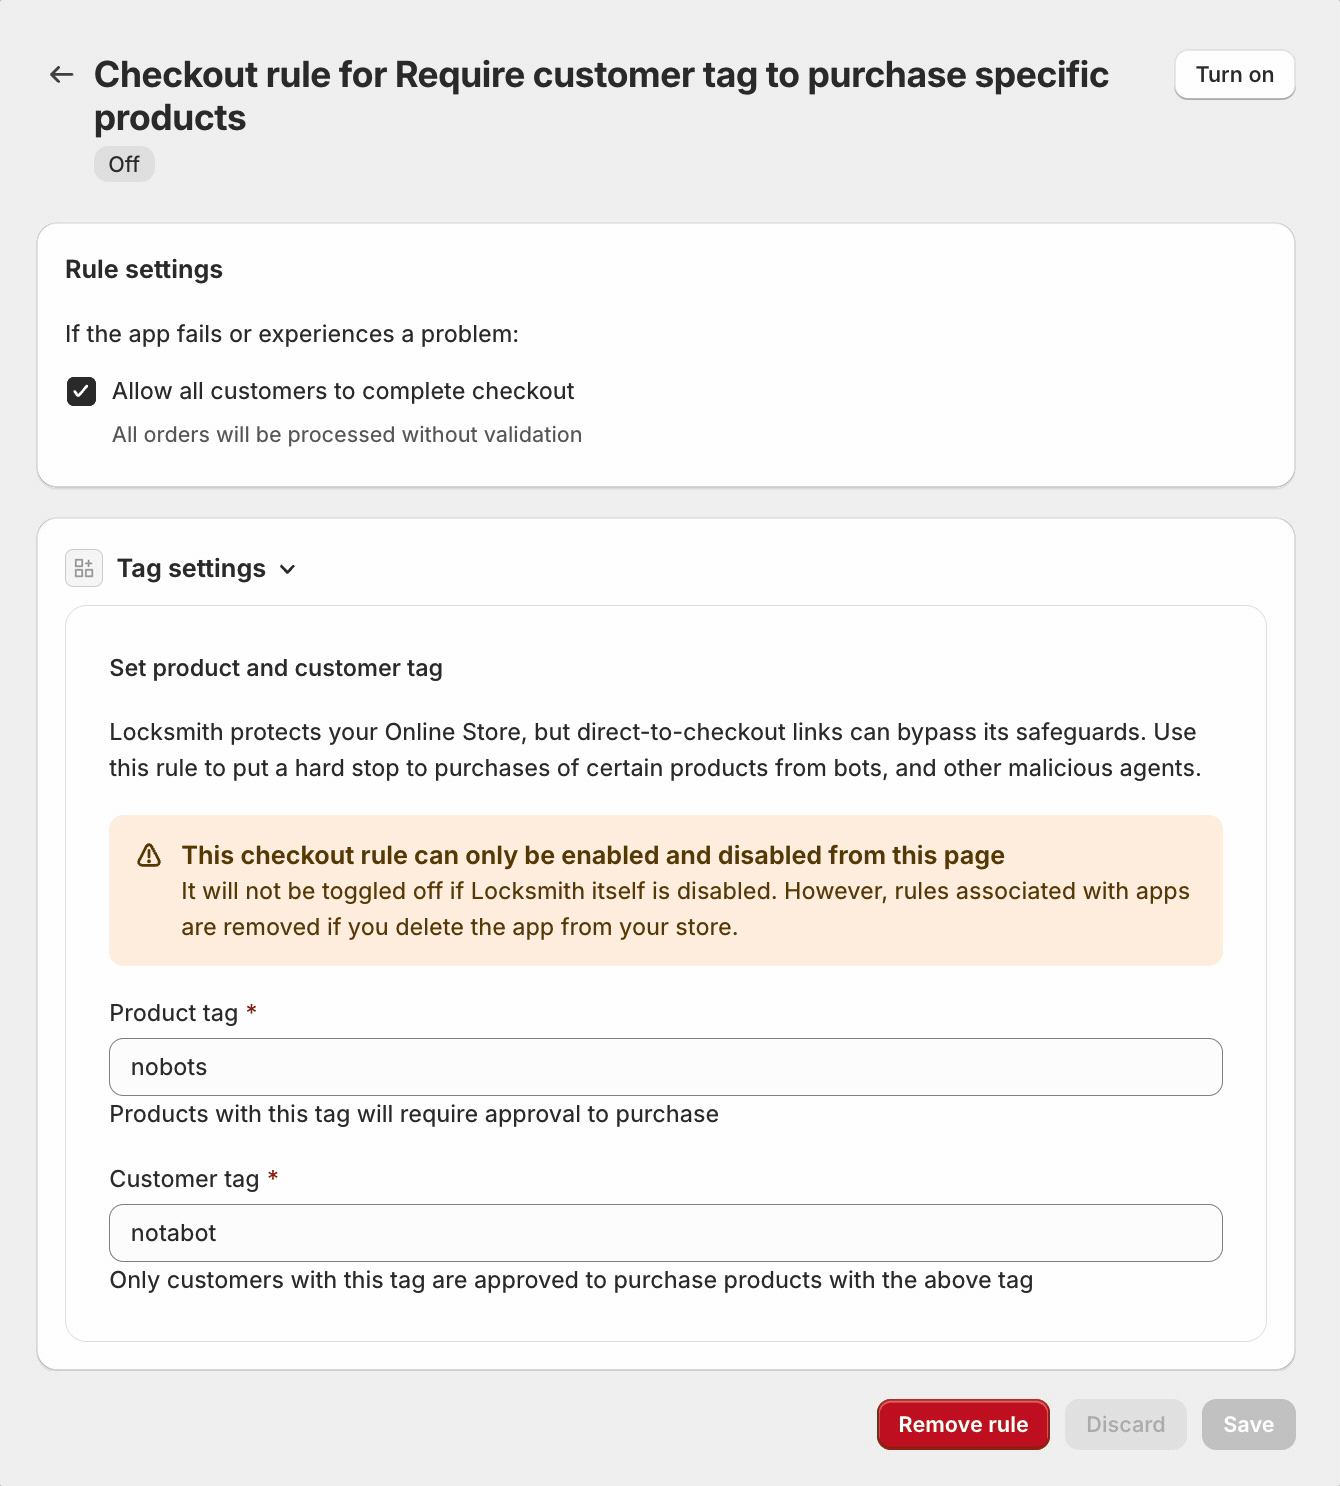 Checkout rule for Require customer tag to purchase specific
products
Turn on
Off
Rule settings
If the app fails or experiences a problem:
Allow all customers to complete checkout
All orders will be processed without validation
Tag settings
Set product and customer tag
Locksmith protects your Online Store, but direct-to-checkout links can bypass its safeguards. Use
this rule to put a hard stop to purchases of certain products from bots, and other malicious agents.
This checkout rule can only be enabled and disabled from this page
It will not be toggled off if Locksmith itself is disabled. However, rules associated with apps
are removed if you delete the app from your store.
Product tag *
nobots
Products with this tag will require approval to purchase
Customer tag *
notabot
Only customers with this tag are approved to purchase products with the above tag
Remove rule
Discard
Save